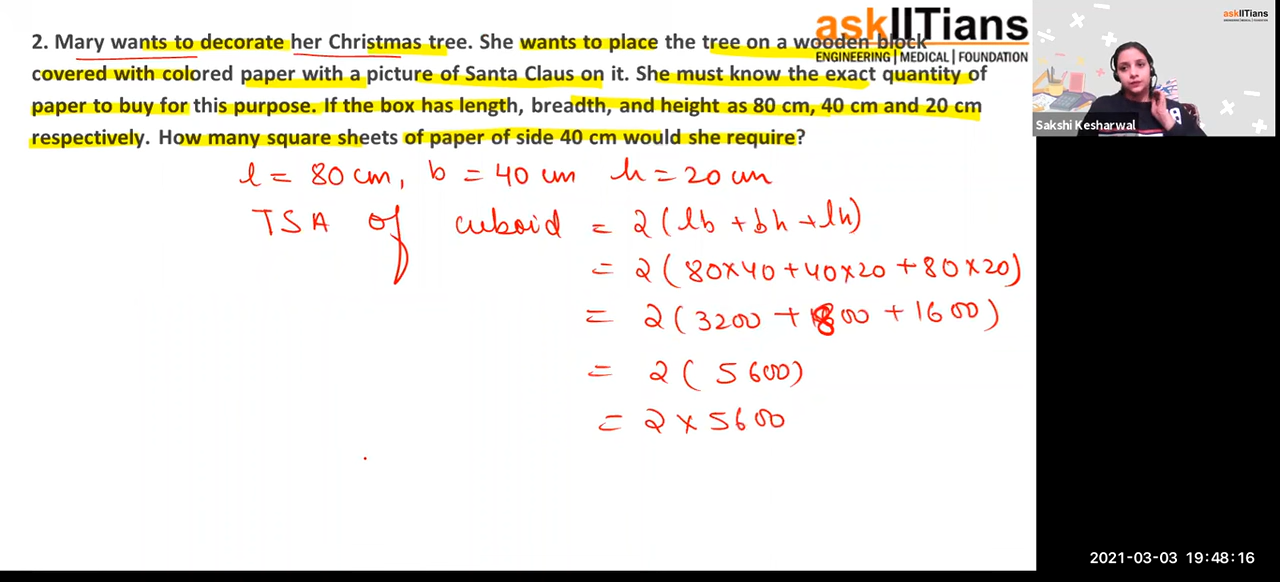 askIITians
ENGINEERING | MEDICAL | FOUNDATION
2. Mary wants to decorate her Christmas tree. She wants to place the tree on a wooden block
covered with colored paper with a picture of Santa Claus on it. She must know the exact quantity of
paper to buy for this purpose. If the box has length, breadth, and height as 80 cm, 40 cm and 20 cm
respectively. How many square sheets of paper of side 40 cm would she require?
l = 80 cm, b = 40 cm h = 20 cm
TSA of cuboid = 2(lb + bh + lh)
= 2(80×40 + 40×20 + 80×20)
= 2(3200 + 800 + 1600)
= 2(5600)
= 2 × 5600
askIITians
Sakshi Kesharwal
2021-03-03 19:48:16